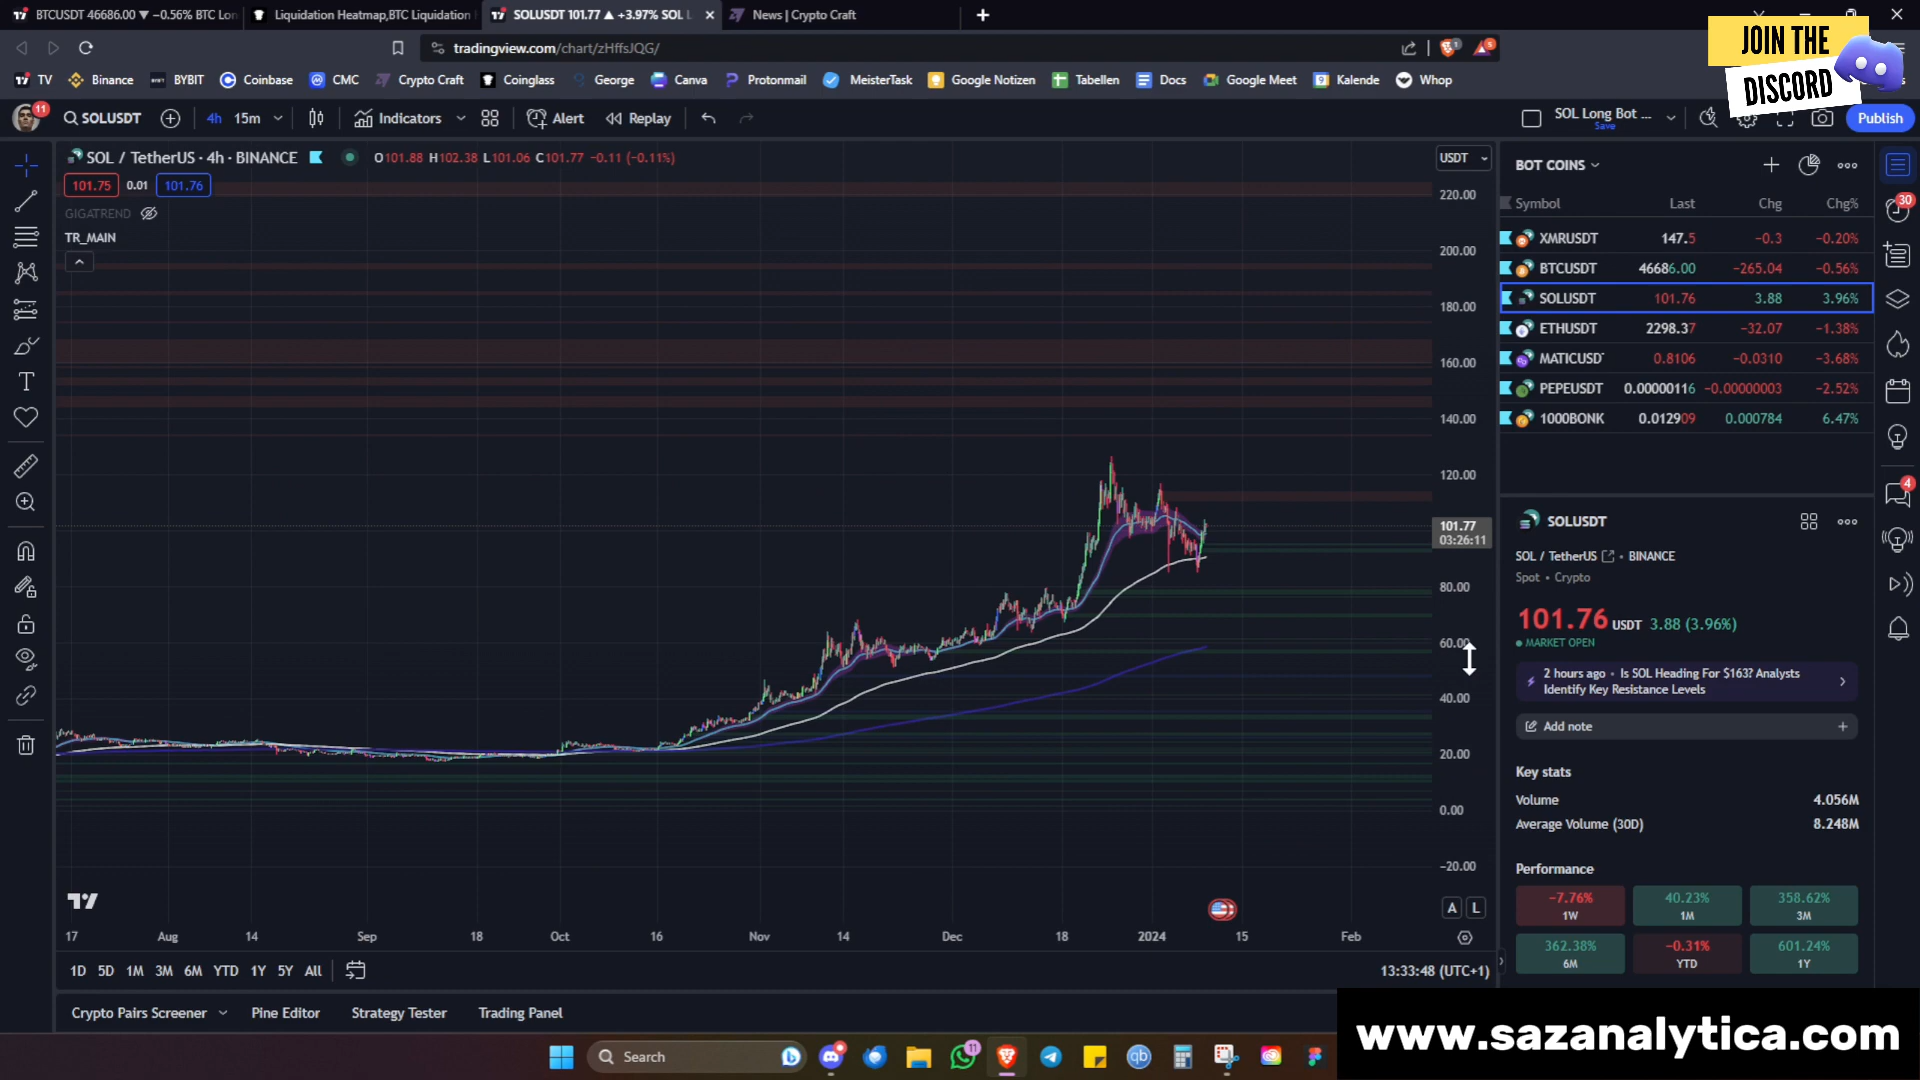 BTCUSDT 46686.00 ▼ −0.56% BTC Lon
Liquidation Heatmap,BTC Liquidation
SOLUSDT 101.77 ▲ +3.97% SOL L
News | Crypto Craft
tradingview.com/chart/zHffsJQG/
JOIN THE
DISCORD
TV
Binance
BYBIT
Coinbase
CMC
Crypto Craft
Coinglass
George
Canva
Protonmail
MeisterTask
Google Notizen
Tabellen
Docs
Google Meet
Kalende
Whop
11
SOLUSDT
4h
15m
Indicators
Alert
Replay
SOL Long Bot ...
Save
Publish
SOL / TetherUS · 4h · BINANCE
O101.88 H102.38 L101.06 C101.77 −0.11 (−0.11%)
USDT
101.75
0.01
101.76
GIGATREND
TR_MAIN
220.00
200.00
180.00
160.00
140.00
120.00
101.77
03:26:11
80.00
60.00
40.00
20.00
0.00
−20.00
A
L
17
Aug
14
Sep
18
Oct
16
Nov
14
Dec
18
2024
15
Feb
1D
5D
1M
3M
6M
YTD
1Y
5Y
All
13:33:48 (UTC+1)
Crypto Pairs Screener
Pine Editor
Strategy Tester
Trading Panel
BOT COINS
Symbol Last Chg Chg%
XMRUSDT 147.5 −0.3 −0.20%
BTCUSDT 46686.00 −265.04 −0.56%
SOLUSDT 101.76 3.88 3.96%
ETHUSDT 2298.37 −32.07 −1.38%
MATICUSD 0.8106 −0.0310 −3.68%
PEPEUSDT 0.00000116 −0.00000003 −2.52%
1000BONK 0.012909 0.000784 6.47%
30
4
SOLUSDT
SOL / TetherUS • BINANCE
Spot • Crypto
101.76 USDT 3.88 (3.96%)
MARKET OPEN
2 hours ago • Is SOL Heading For $163? Analysts
Identify Key Resistance Levels
Add note
Key stats
Volume 4.056M
Average Volume (30D) 8.248M
Performance
−7.76%
1W
40.23%
1M
358.62%
3M
362.38%
6M
−0.31%
YTD
601.24%
1Y
www.sazanalytica.com
Search
11
qb